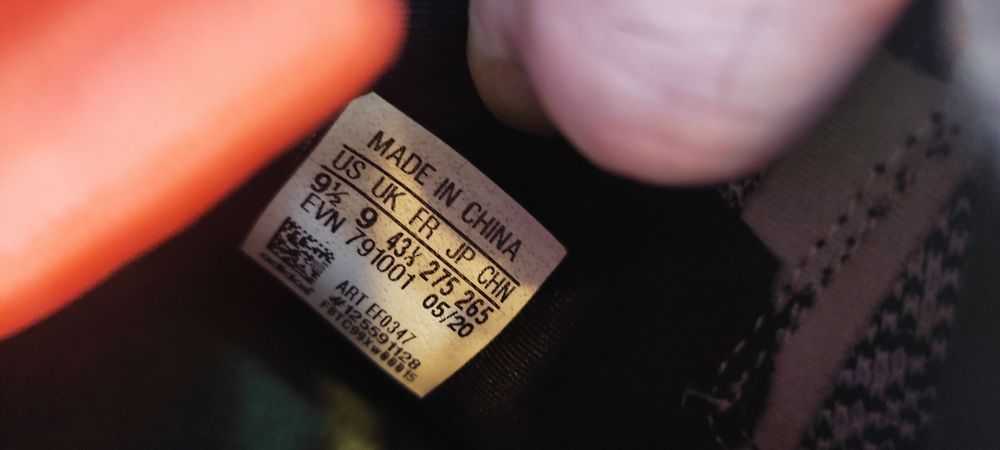 MADE IN CHINA
US UK FR JP CHN
9½ 9 43⅓ 275 265
EVN 791001 05/20
ART EF0347
#125591128